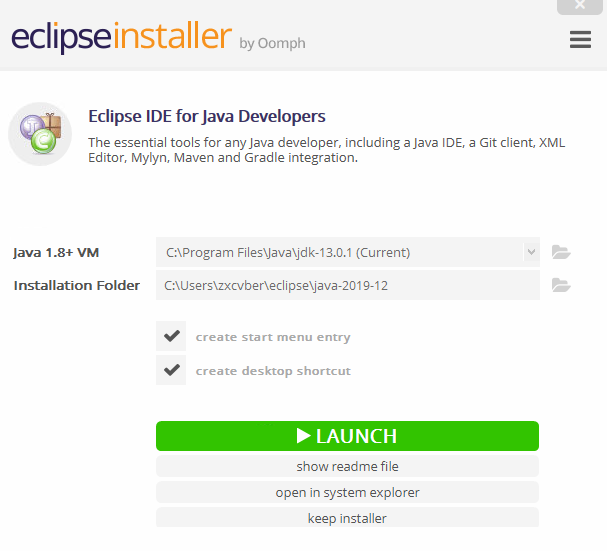 eclipseinstaller by Oomph
Eclipse IDE for Java Developers
The essential tools for any Java developer, including a Java IDE, a Git client, XML
Editor, Mylyn, Maven and Gradle integration.
Java 1.8+ VM C:\Program Files\Java\jdk-13.0.1 (Current)
Installation Folder C:\Users\zxcvber\eclipse\java-2019-12
create start menu entry
create desktop shortcut
LAUNCH
show readme file
open in system explorer
keep installer